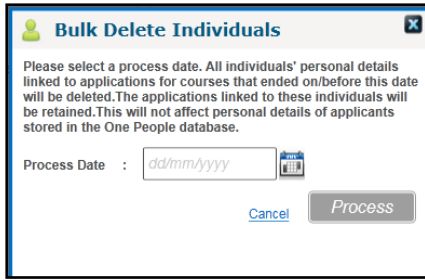 Bulk Delete Individuals
Please select a process date. All individuals' personal details
linked to applications for courses that ended on/before this date
will be deleted.The applications linked to these individuals will
be retained.This will not affect personal details of applicants
stored in the One People database.
Process Date : dd/mm/yyyy
Cancel Process